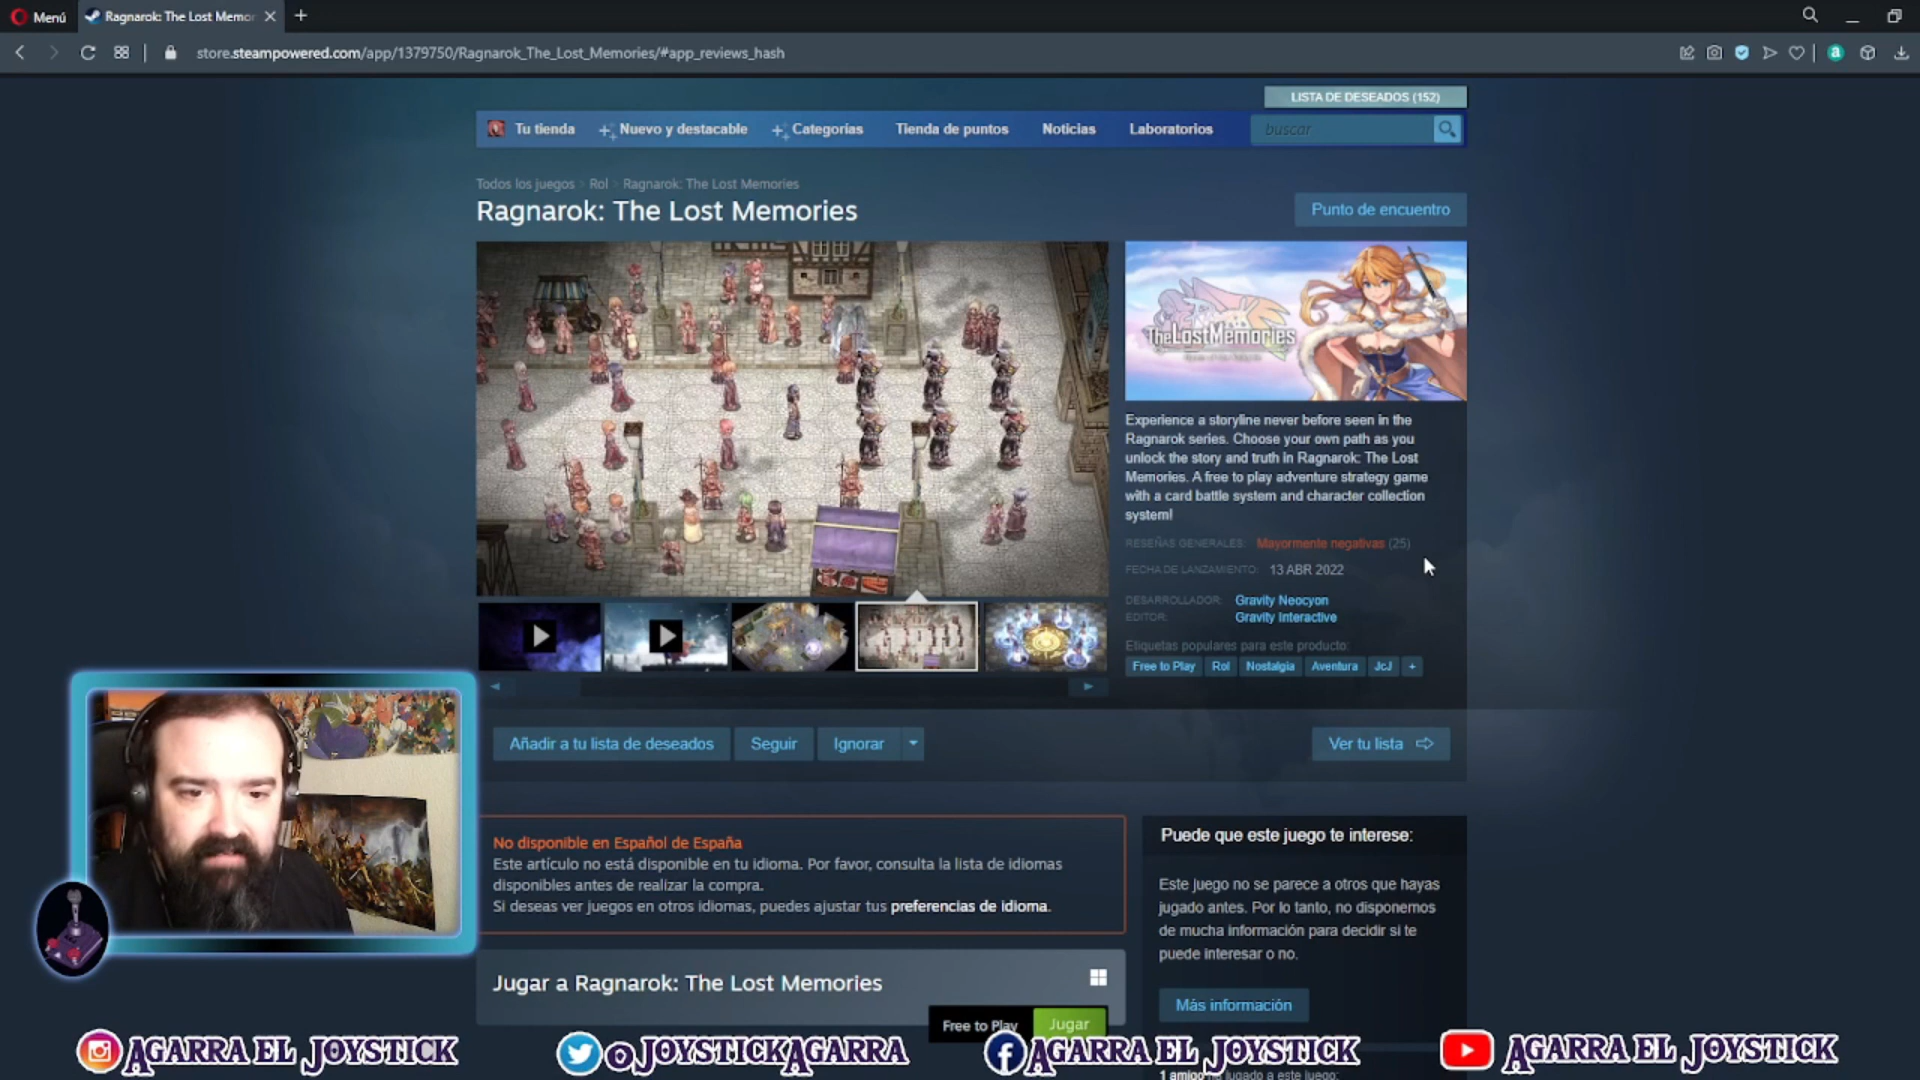 Menú
Ragnarok: The Lost Memor
store.steampowered.com/app/1379750/Ragnarok_The_Lost_Memories/#app_reviews_hash
LISTA DE DESEADOS (152)
Tu tienda
Nuevo y destacable
Categorías
Tienda de puntos
Noticias
Laboratorios
buscar
Todos los juegos > Rol > Ragnarok: The Lost Memories
Ragnarok: The Lost Memories
Punto de encuentro
TheLostMemories
Experience a storyline never before seen in the
Ragnarok series. Choose your own path as you
unlock the story and truth in Ragnarok: The Lost
Memories. A free to play adventure strategy game
with a card battle system and character collection
system!
RESEÑAS GENERALES: Mayormente negativas (25)
FECHA DE LANZAMIENTO: 13 ABR 2022
DESARROLLADOR: Gravity Neocyon
EDITOR: Gravity Interactive
Etiquetas populares para este producto:
Free to Play Rol Nostalgia Aventura JcJ +
Añadir a tu lista de deseados
Seguir
Ignorar
Ver tu lista
No disponible en Español de España
Este artículo no está disponible en tu idioma. Por favor, consulta la lista de idiomas
disponibles antes de realizar la compra.
Si deseas ver juegos en otros idiomas, puedes ajustar tus preferencias de idioma.
Puede que este juego te interese:
Este juego no se parece a otros que hayas
jugado antes. Por lo tanto, no disponemos
de mucha información para decidir si te
puede interesar o no.
Más información
Jugar a Ragnarok: The Lost Memories
Free to Play
Jugar
AGARRA EL JOYSTICK
@JOYSTICKAGARRA
AGARRA EL JOYSTICK
AGARRA EL JOYSTICK
1 amigo ha jugado a este juego: